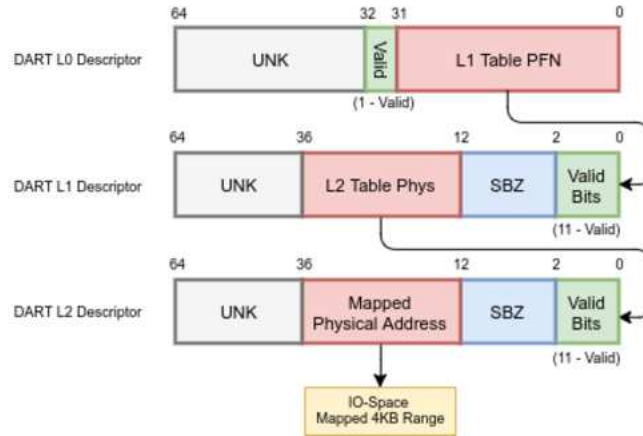 64 32 31 0
DART L0 Descriptor UNK Valid L1 Table PFN
(1 - Valid)
64 36 12 2 0
DART L1 Descriptor UNK L2 Table Phys SBZ Valid
Bits
(11 - Valid)
64 36 12 2 0
DART L2 Descriptor UNK Mapped
Physical Address SBZ Valid
Bits
(11 - Valid)
IO-Space
Mapped 4KB Range